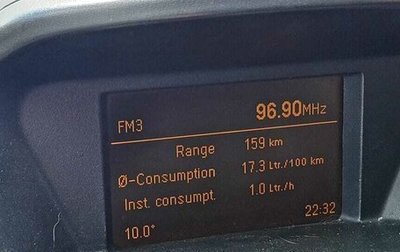 FM3 96.90MHz
Range 159 km
Ø-Consumption 17.3 Ltr./100 km
Inst. consumpt. 1.0 Ltr./h
10.0° 22:32